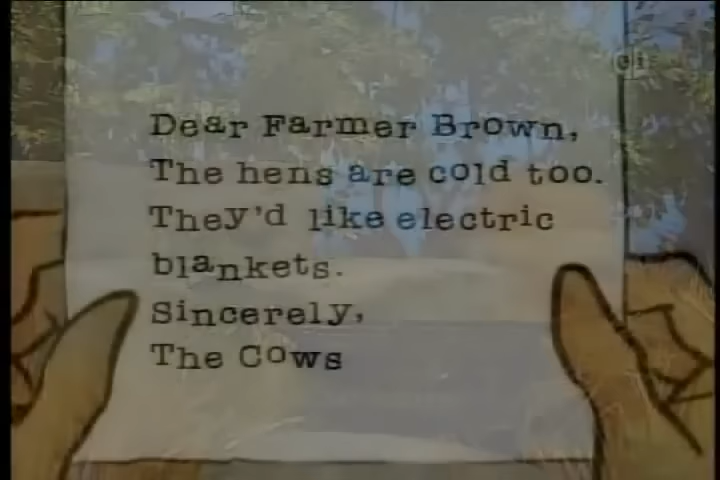 Dear Farmer Brown,
The hens are cold too.
They'd like electric
blankets.
Sincerely,
The Cows